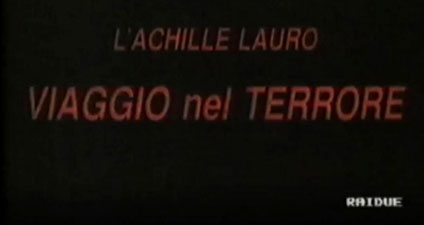 L'ACHILLE LAURO
VIAGGIO nel TERRORE
RAIDUE